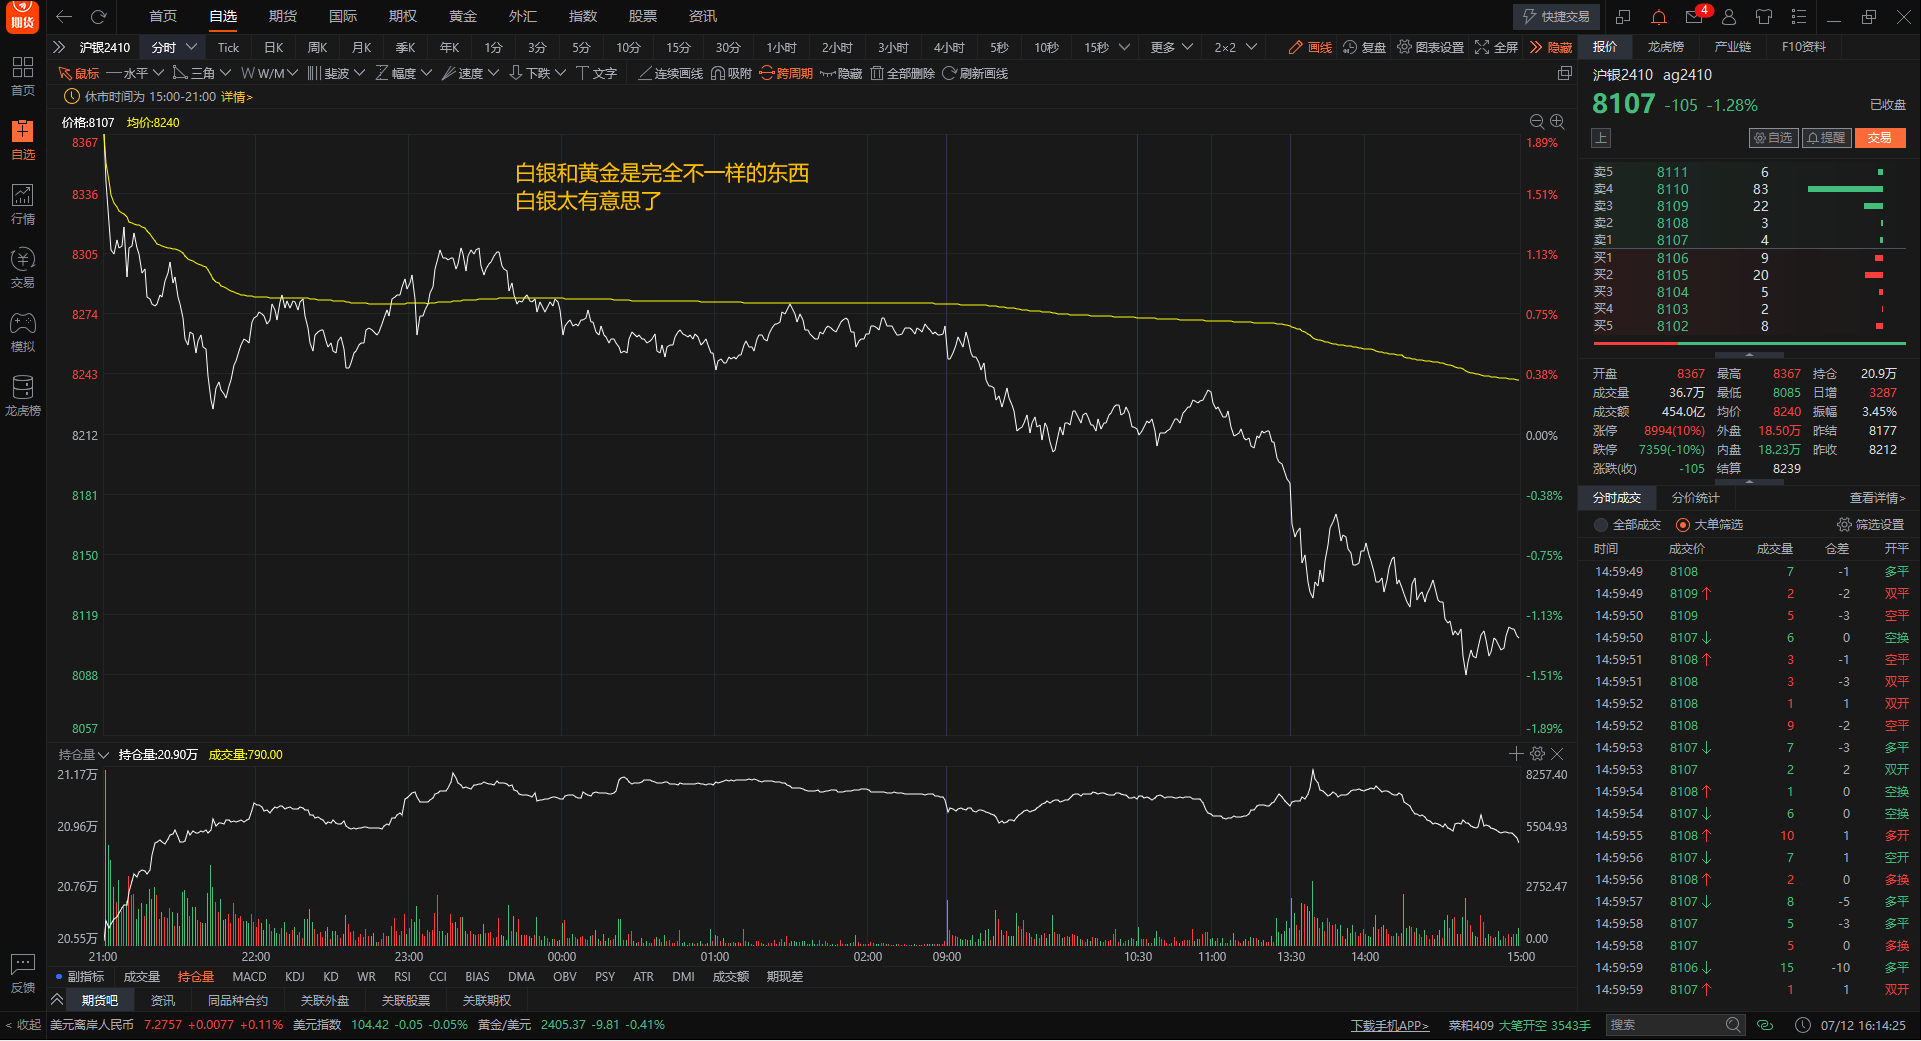 期货 首页 自选 期货 国际 期权 黄金 外汇 指数 股票 资讯 快捷交易 4
沪银2410 分时 Tick 日K 周K 月K 季K 年K 1分 3分 5分 10分 15分 30分 1小时 2小时 3小时 4小时 5秒 10秒 15秒 更多 2×2 画线 复盘 图表设置 全屏 隐藏
鼠标 水平 三角 W/M 斐波 幅度 速度 下跌 文字 连续画线 吸附 跨周期 隐藏 全部删除 刷新画线
休市时间为 15:00-21:00 详情>
价格:8107 均价:8240
白银和黄金是完全不一样的东西
白银太有意思了
8367 1.89%
8336 1.51%
8305 1.13%
8274 0.75%
8243 0.38%
8212 0.00%
8181 -0.38%
8150 -0.75%
8119 -1.13%
8088 -1.51%
8057 -1.89%
持仓量 持仓量:20.90万 成交量:790.00
21.17万 8257.40
20.96万 5504.93
20.76万 2752.47
20.55万 0.00
21:00 22:00 23:00 00:00 01:00 02:00 09:00 10:30 11:00 13:30 14:00 15:00
副指标 成交量 持仓量 MACD KDJ KD WR RSI CCI BIAS DMA OBV PSY ATR DMI 成交额 期现差
期货吧 资讯 同品种合约 关联外盘 关联股票 关联期权
首页
自选
行情
交易
模拟
龙虎榜
反馈
报价 龙虎榜 产业链 F10资料
沪银2410 ag2410
8107 -105 -1.28% 已收盘
上 自选 提醒 交易
卖5 8111 6
卖4 8110 83
卖3 8109 22
卖2 8108 3
卖1 8107 4
买1 8106 9
买2 8105 20
买3 8104 5
买4 8103 2
买5 8102 8
开盘 8367 最高 8367 持仓 20.9万
成交量 36.7万 最低 8085 日增 3287
成交额 454.0亿 均价 8240 振幅 3.45%
涨停 8994(10%) 外盘 18.50万 昨结 8177
跌停 7359(-10%) 内盘 18.23万 昨收 8212
涨跌(收) -105 结算 8239
分时成交 分价统计 查看详情>
全部成交 大单筛选 筛选设置
时间 成交价 成交量 仓差 开平
14:59:49 8108 7 -1 多平
14:59:49 8109↑ 2 -2 双平
14:59:50 8109 5 -3 空平
14:59:50 8107↓ 6 0 空换
14:59:51 8108↑ 3 -1 空平
14:59:51 8108 3 -3 双平
14:59:52 8108 1 1 双开
14:59:52 8108 9 -2 空平
14:59:53 8107↓ 7 -3 多平
14:59:53 8107 2 2 双开
14:59:54 8108↑ 1 0 空换
14:59:54 8107↓ 6 0 空换
14:59:55 8108↑ 10 1 多开
14:59:56 8107↓ 7 1 空开
14:59:56 8108↑ 2 0 多换
14:59:57 8107↓ 8 -5 多平
14:59:58 8107 5 -3 多平
14:59:58 8107 5 0 多换
14:59:59 8106↓ 15 -10 多平
14:59:59 8107↑ 1 1 双开
< 收起 美元离岸人民币 7.2757 +0.0077 +0.11% 美元指数 104.42 -0.05 -0.05% 黄金/美元 2405.37 -9.81 -0.41% 下载手机APP> 菜粕409 大笔开空 3543手 搜索 07/12 16:14:25